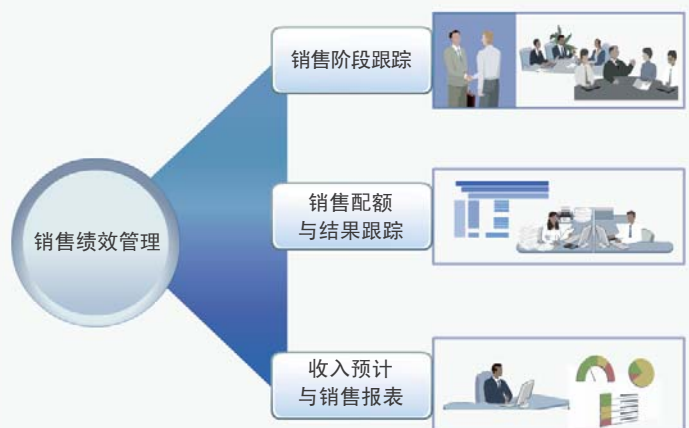 销售阶段跟踪
销售配额
与结果跟踪
销售绩效管理
收入预计
与销售报表